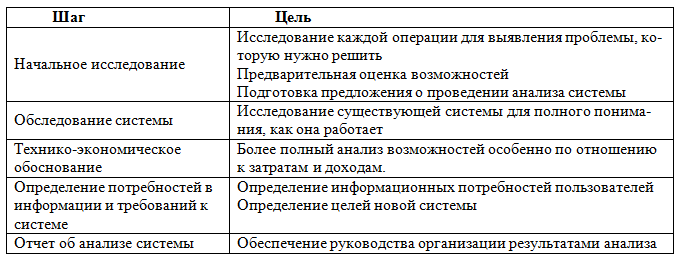 Шаг Цель
Начальное исследование
Исследование каждой операции для выявления проблемы, ко-
торую нужно решить
Предварительная оценка возможностей
Подготовка предложения о проведении анализа системы
Обследование системы
Исследование существующей системы для полного понима-
ния, как она работает
Технико-экономическое
обоснование
Более полный анализ возможностей особенно по отношению
к затратам и доходам.
Определение потребностей в
информации и требований к
системе
Определение информационных потребностей пользователей
Определение целей новой системы
Отчет об анализе системы
Обеспечение руководства организации результатами анализа